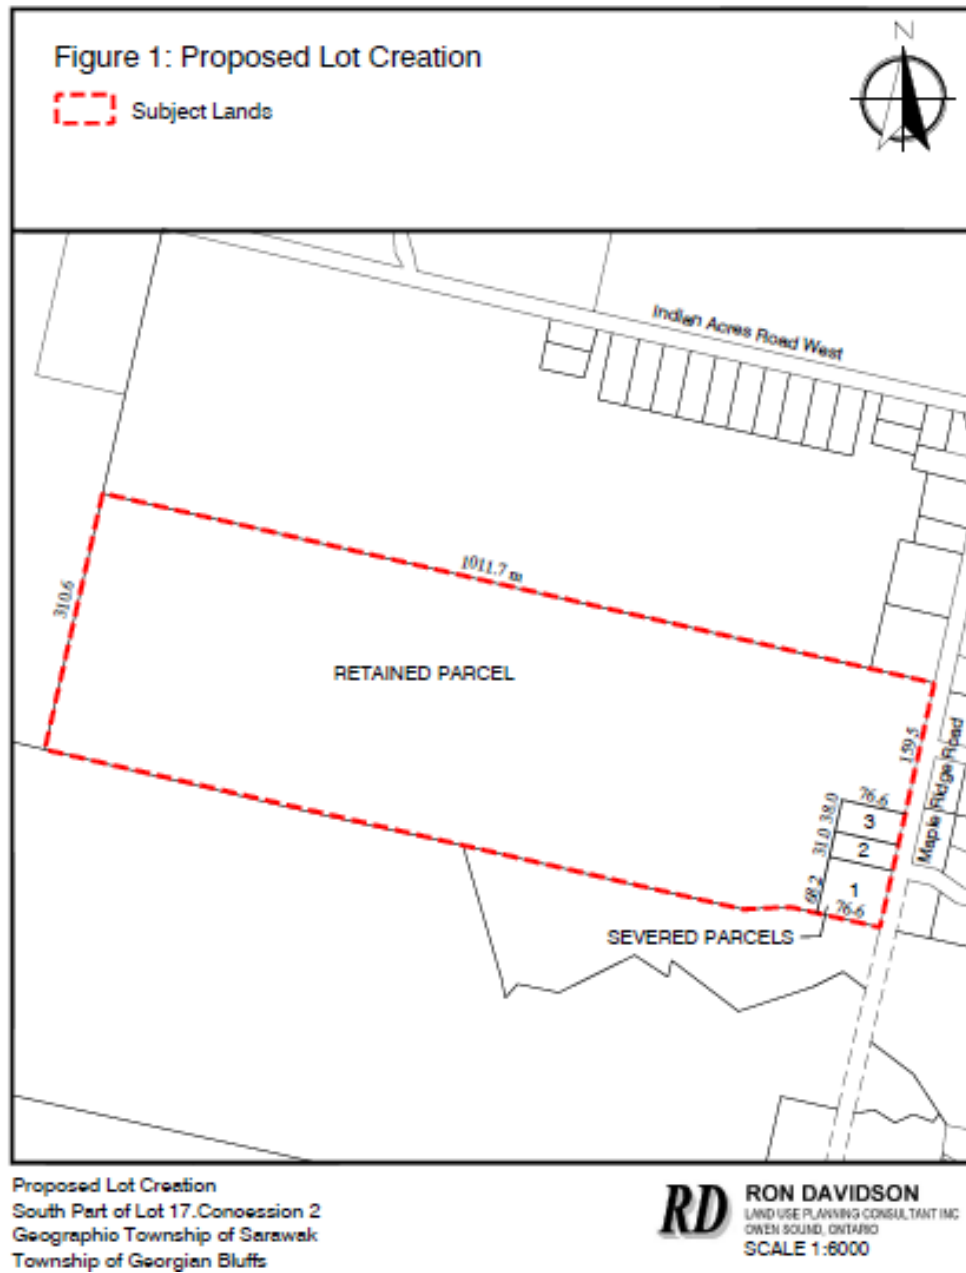 Figure 1: Proposed Lot Creation
N
Subject Lands
Indian Acres Road West
1011.7 m
310.6
RETAINED PARCEL
159.5
Maple Ridge Road
76.6
38.0
3
31.0
2
68.2
1
76.6
SEVERED PARCELS
Proposed Lot Creation
South Part of Lot 17.Concession 2
Geographic Township of Sarawak
Township of Georgian Bluffs
RD
RON DAVIDSON
LAND USE PLANNING CONSULTANT INC
OWEN SOUND, ONTARIO
SCALE 1:6000